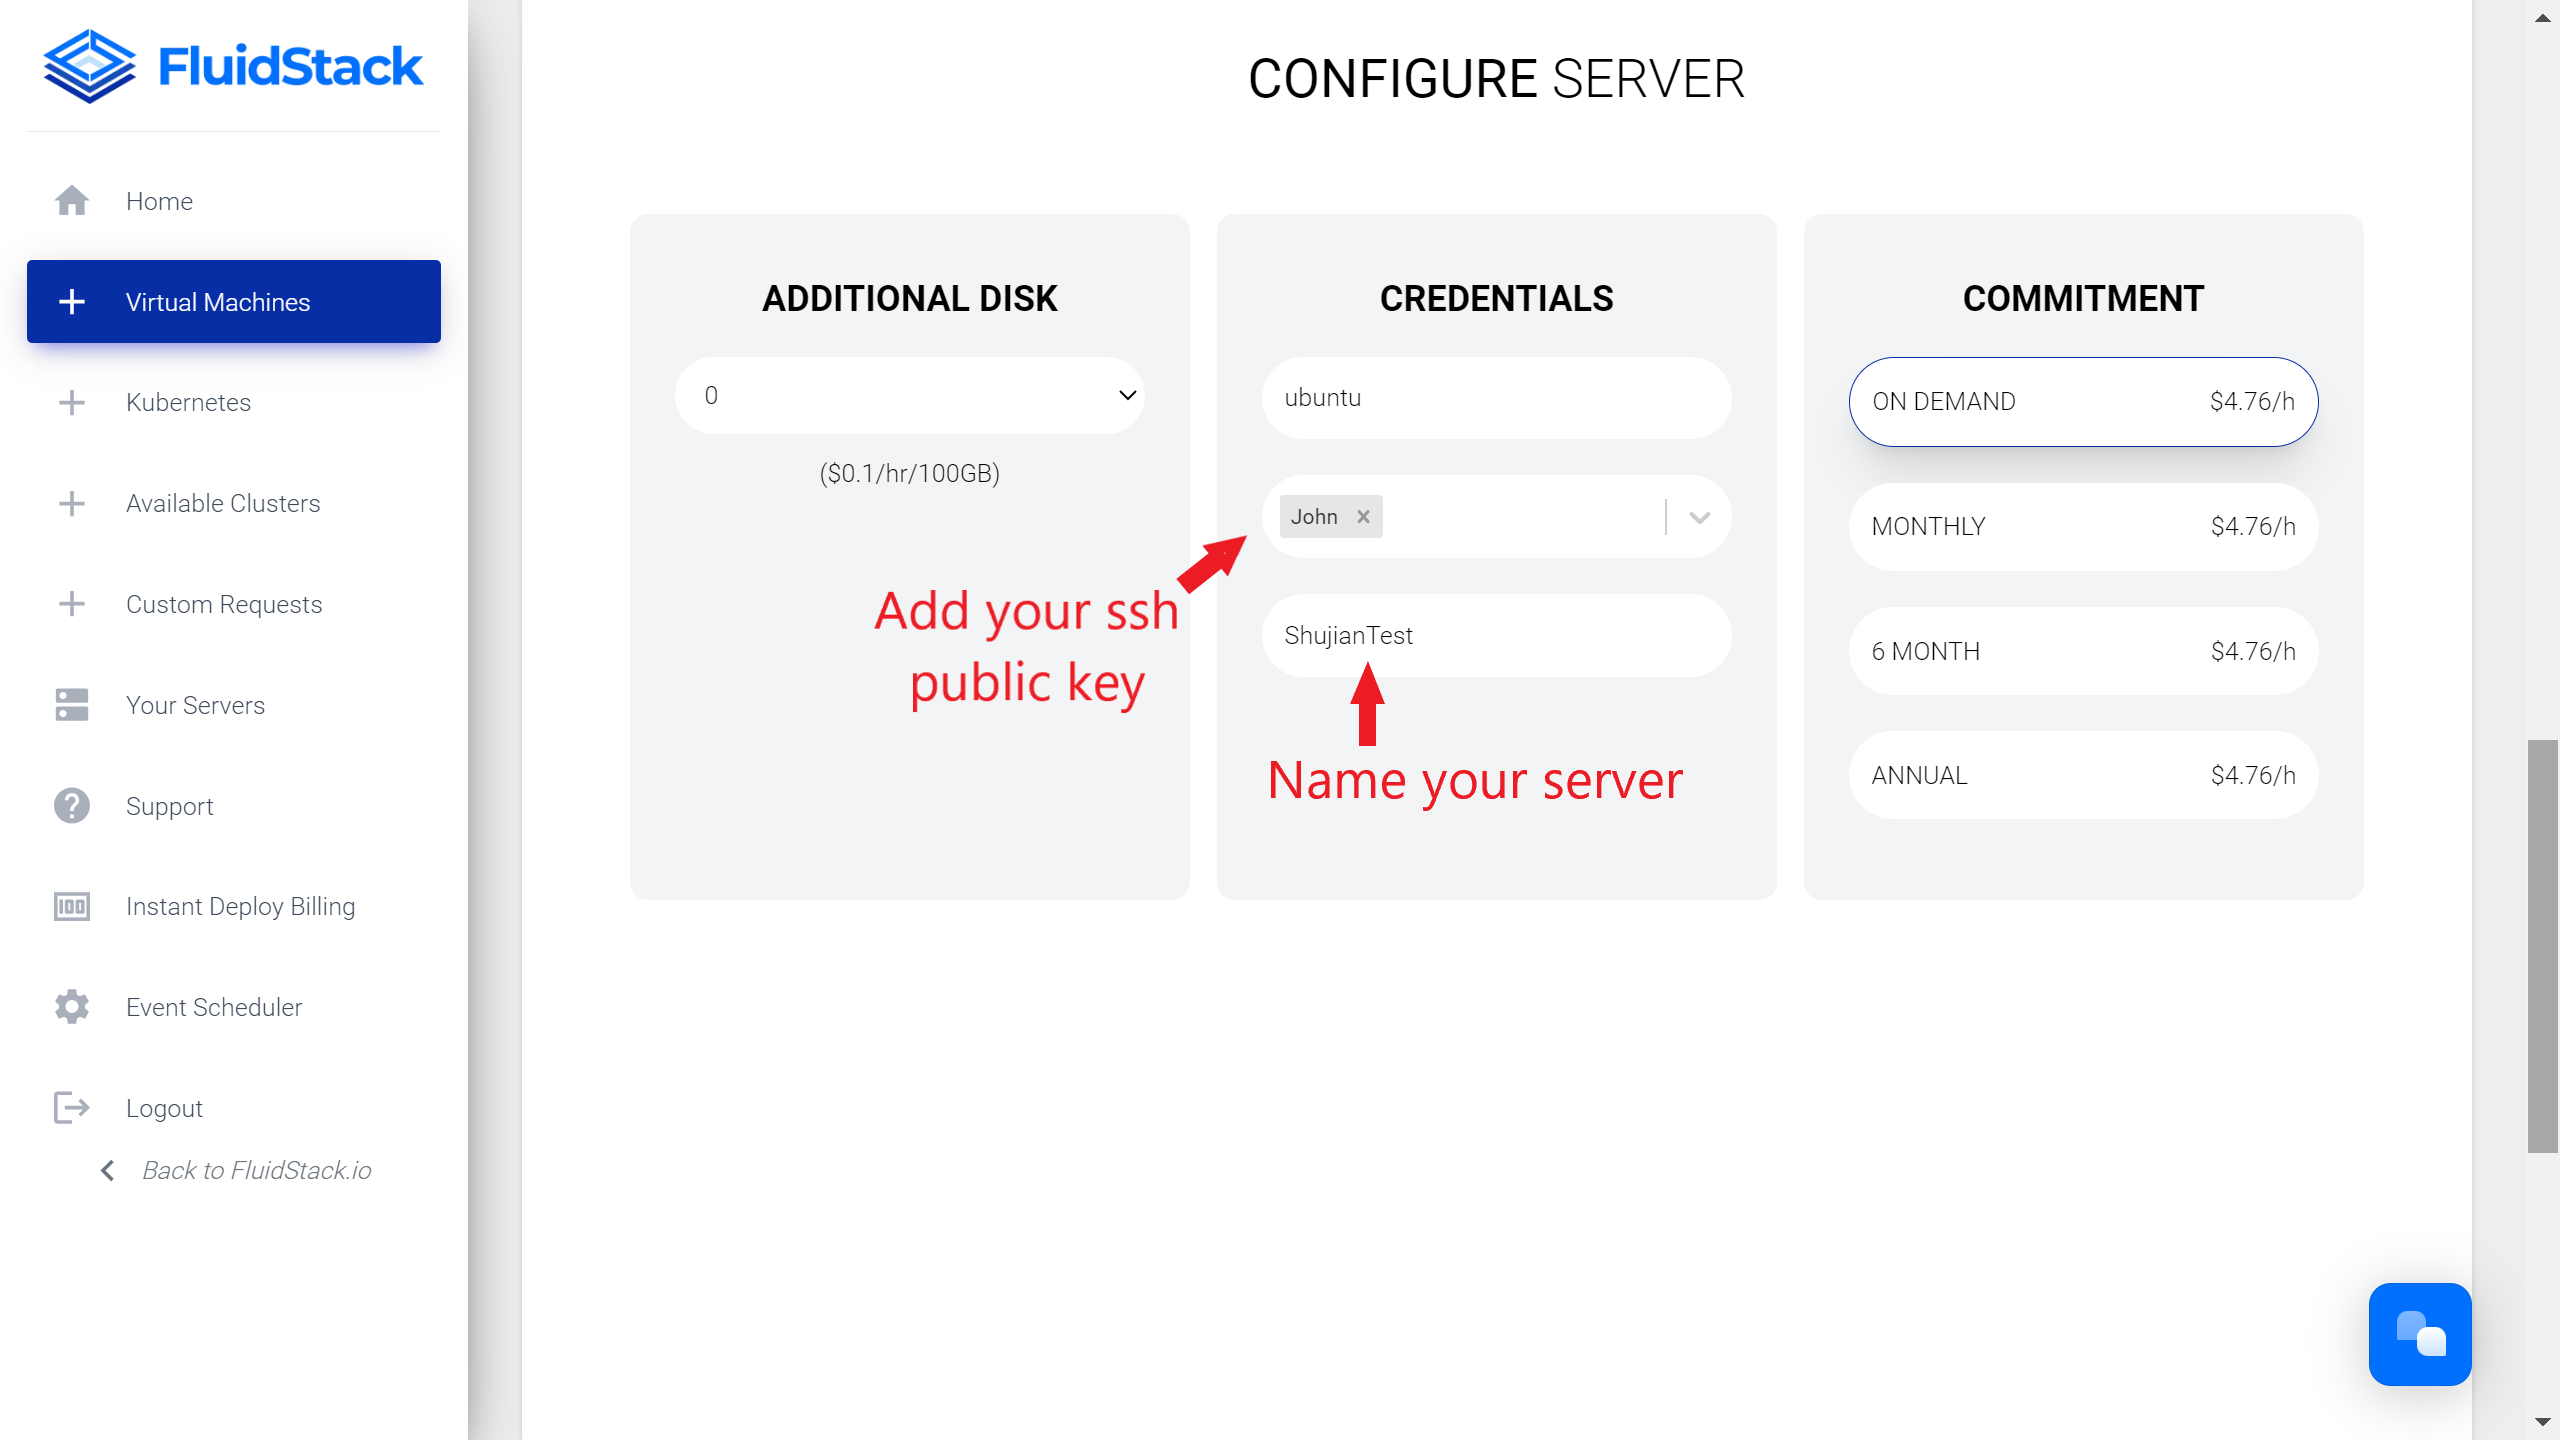 FluidStack
Home
Virtual Machines
Kubernetes
Available Clusters
Custom Requests
Your Servers
Support
100 Instant Deploy Billing
Event Scheduler
Logout
Back to FluidStack.io
CONFIGURE SERVER
ADDITIONAL DISK
0
($0.1/hr/100GB)
Add your ssh
public key
CREDENTIALS
ubuntu
John
ShujianTest
Name your server
COMMITMENT
ON DEMAND $4.76/h
MONTHLY $4.76/h
6 MONTH $4.76/h
ANNUAL $4.76/h